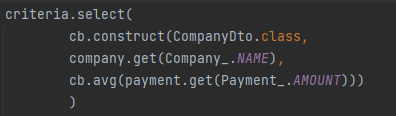 criteria.select(
cb.construct(CompanyDto.class,
company.get(Company_.NAME),
cb.avg(payment.get(Payment_.AMOUNT)))
)